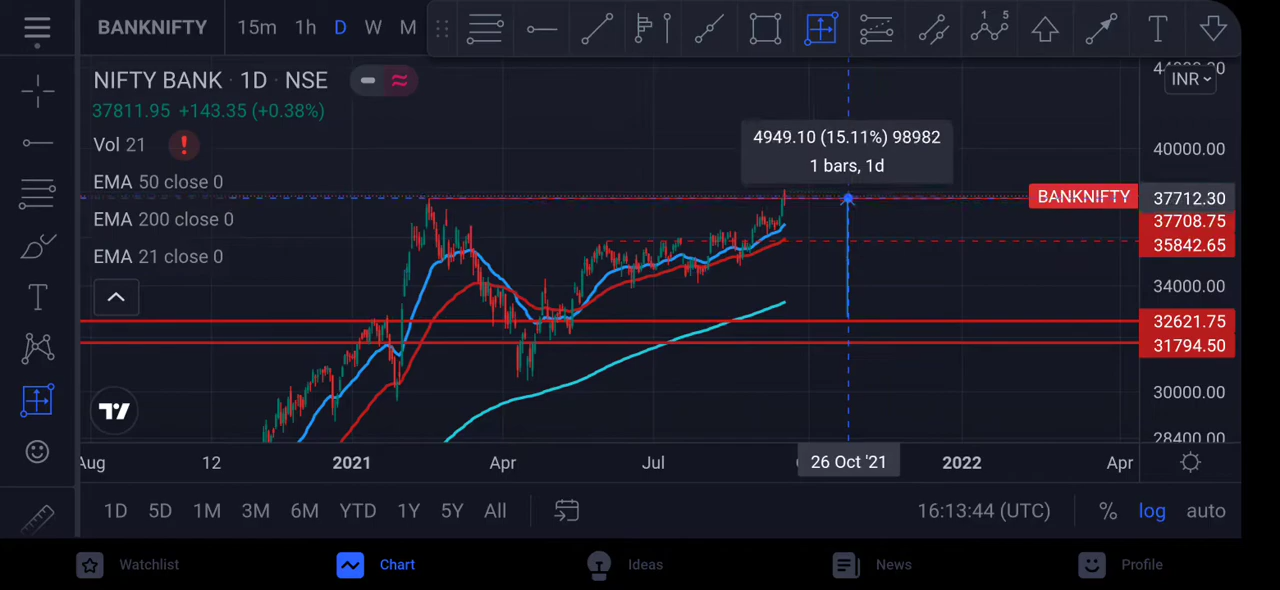 BANKNIFTY 15m 1h D W M
1 5
T
NIFTY BANK · 1D · NSE
37811.95 +143.35 (+0.38%)
Vol 21 !
EMA 50 close 0
EMA 200 close 0
EMA 21 close 0
4949.10 (15.11%) 98982
1 bars, 1d
INR
40000.00
BANKNIFTY 37712.30
37708.75
35842.65
34000.00
32621.75
31794.50
30000.00
28400.00
Aug 12 2021 Apr Jul 26 Oct '21 2022 Apr
1D 5D 1M 3M 6M YTD 1Y 5Y All 16:13:44 (UTC) % log auto
Watchlist Chart Ideas News Profile